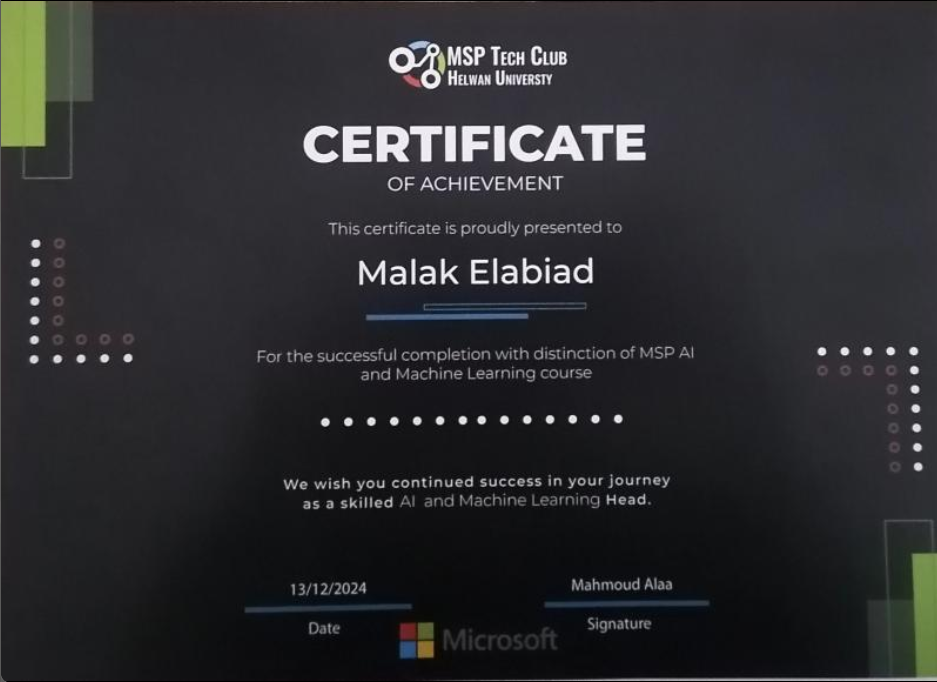 MSP TECH CLUB
HELWAN UNIVERSTY
CERTIFICATE
OF ACHIEVEMENT
This certificate is proudly presented to
Malak Elabiad
For the successful completion with distinction of MSP AI
and Machine Learning course
We wish you continued success in your journey
as a skilled AI and Machine Learning Head.
13/12/2024
Date
Mahmoud Alaa
Signature
Microsoft